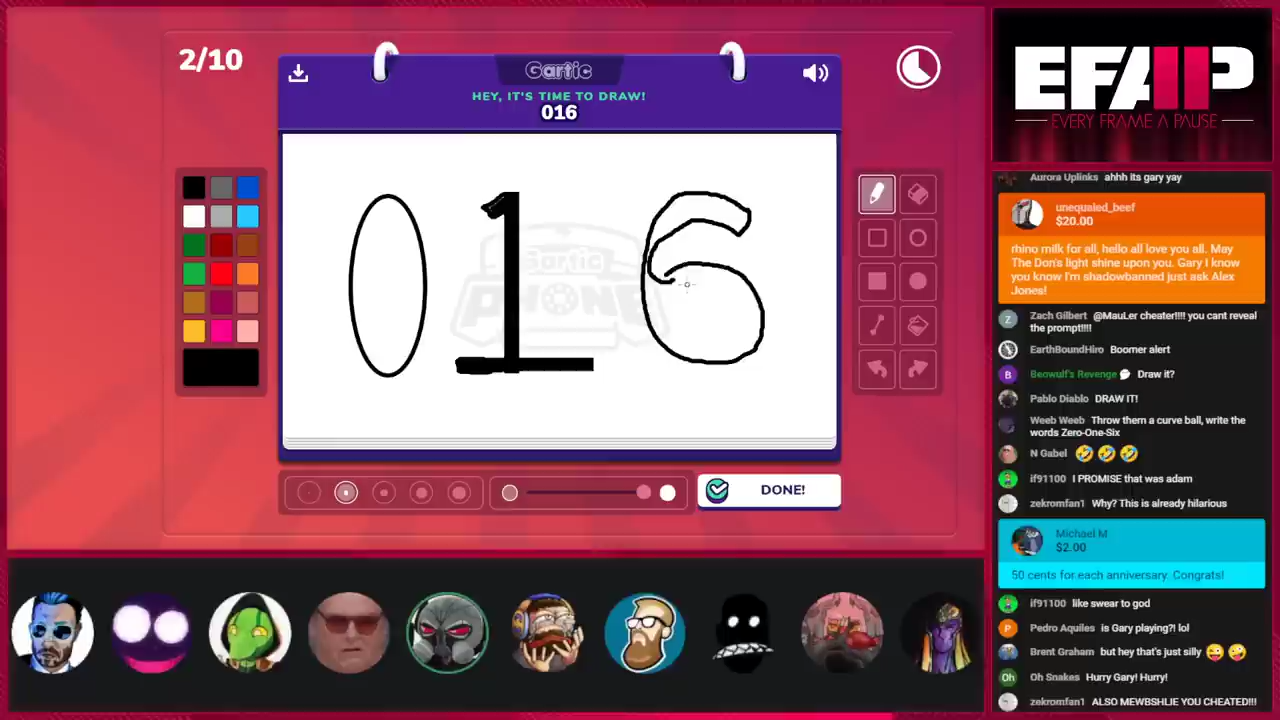 2/10
Gartic
HEY, IT'S TIME TO DRAW!
016
016
Gartic
PHONE
DONE!
EFAP
EVERY FRAME A PAUSE
Aurora Uplinks ahhh its gary yay
unequaled_beef
$20.00
rhino milk for all, hello all love you all. May
The Don's light shine upon you. Gary I know
you know I'm shadowbanned just ask Alex
Jones!
Z
Zach Gilbert @MauLer cheater!!!! you cant reveal
the prompt!!!!
EarthBoundHiro Boomer alert
B
Beowulf's Revenge Draw it?
Pablo Diablo DRAW IT!
Weeb Weeb Throw them a curve ball, write the
words Zero-One-Six
N Gabel 🤣 🤣 🤣
if91100 I PROMISE that was adam
zekromfan1 Why? This is already hilarious
Michael M
$2.00
50 cents for each anniversary. Congrats!
if91100 like swear to god
P
Pedro Aquiles is Gary playing?! lol
Brent Graham but hey that's just silly 😜 🤪
Oh
Oh Snakes Hurry Gary! Hurry!
zekromfan1 ALSO MEWBSHLIE YOU CHEATED!!!